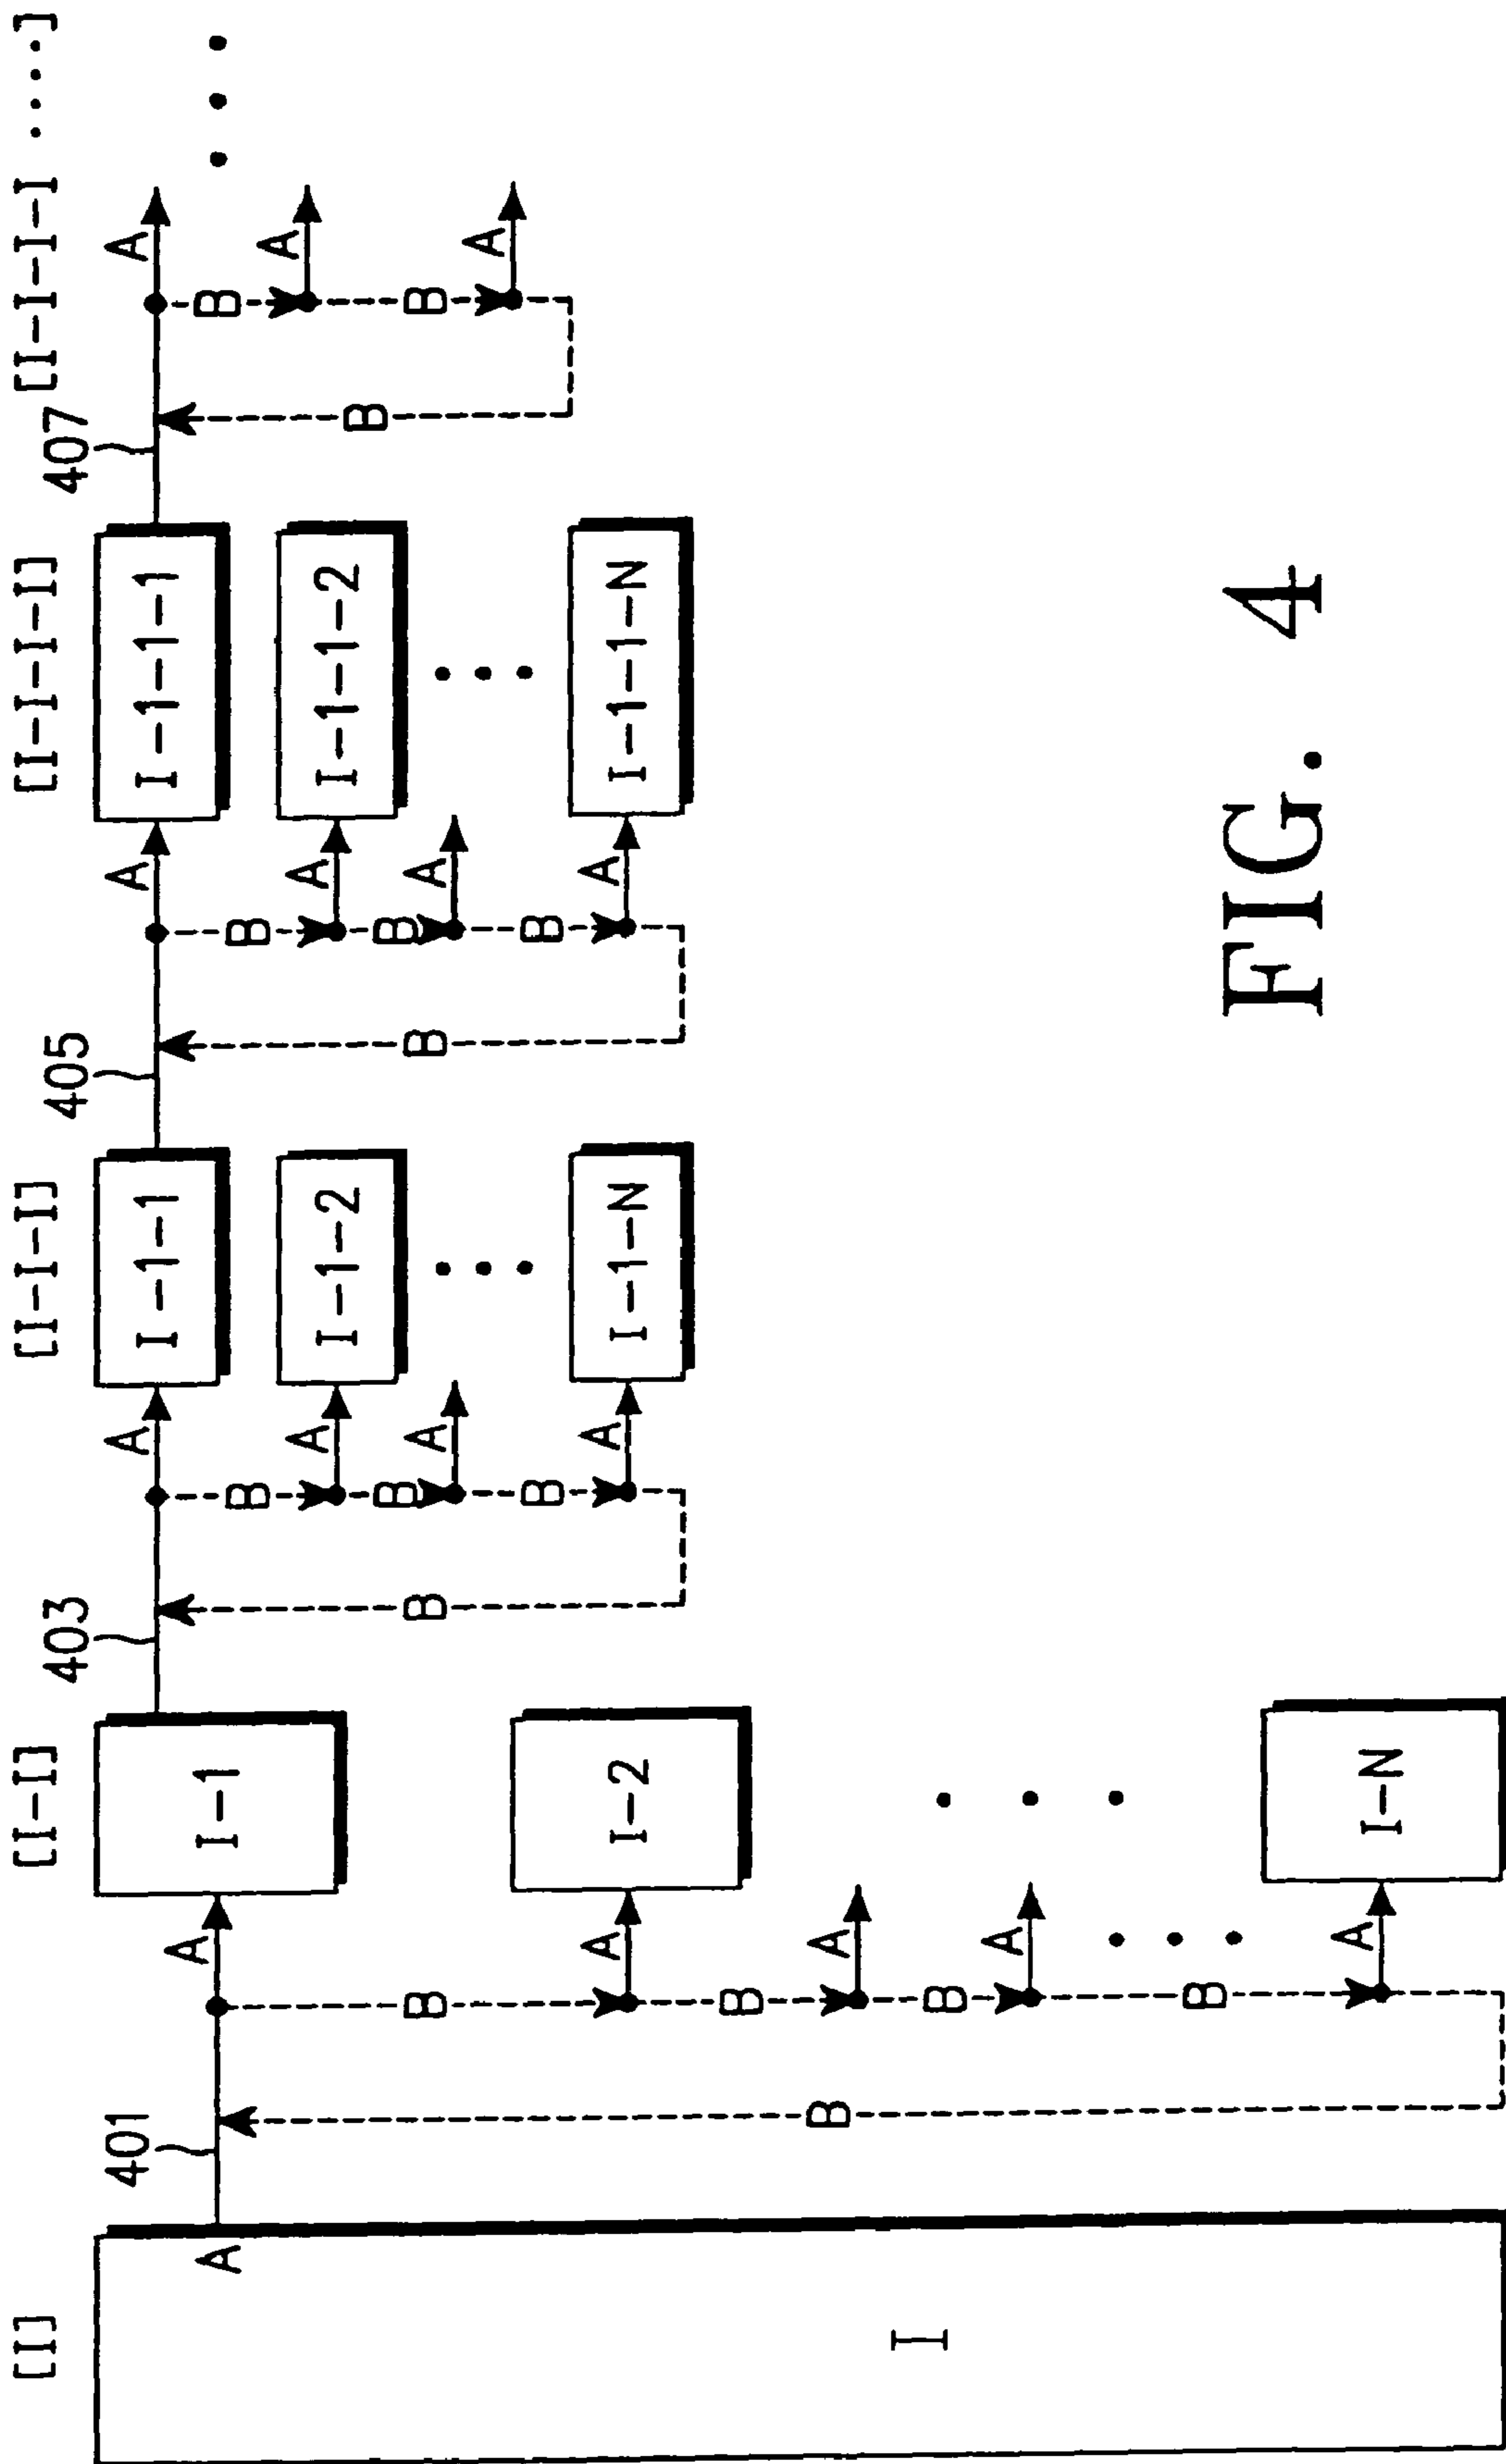 [I]
[I-I]
[I-I-I]
[I-I-I-I]
[I-I-I-I-I ....]
401
403
405
407
A
I
A
B
A
B
A
B
A
B
A
B
I-1
I-2
I-N
A
B
A
B
A
B
A
B
I-1-1
I-1-2
I-1-N
A
B
A
B
A
B
A
B
I-1-1-1
I-1-1-2
I-1-1-N
A
B
A
B
A
B
FIG. 4